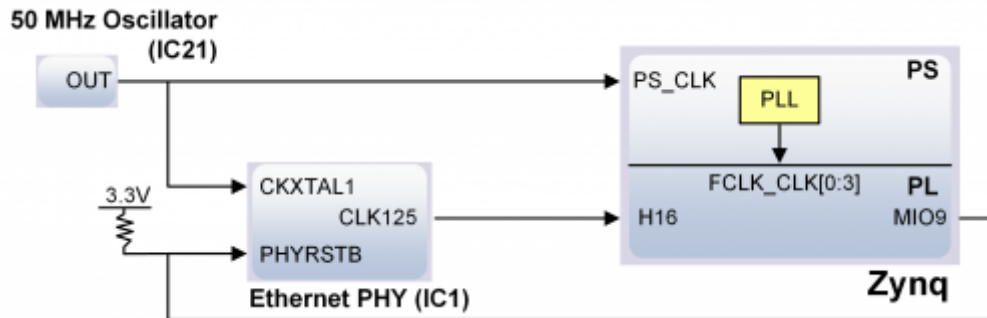 50 MHz Oscillator
(IC21)
OUT
PS_CLK
PS
PLL
FCLK_CLK[0:3]
PL
H16
MIO9
Zynq
3.3V
CKXTAL1
CLK125
PHYRSTB
Ethernet PHY (IC1)